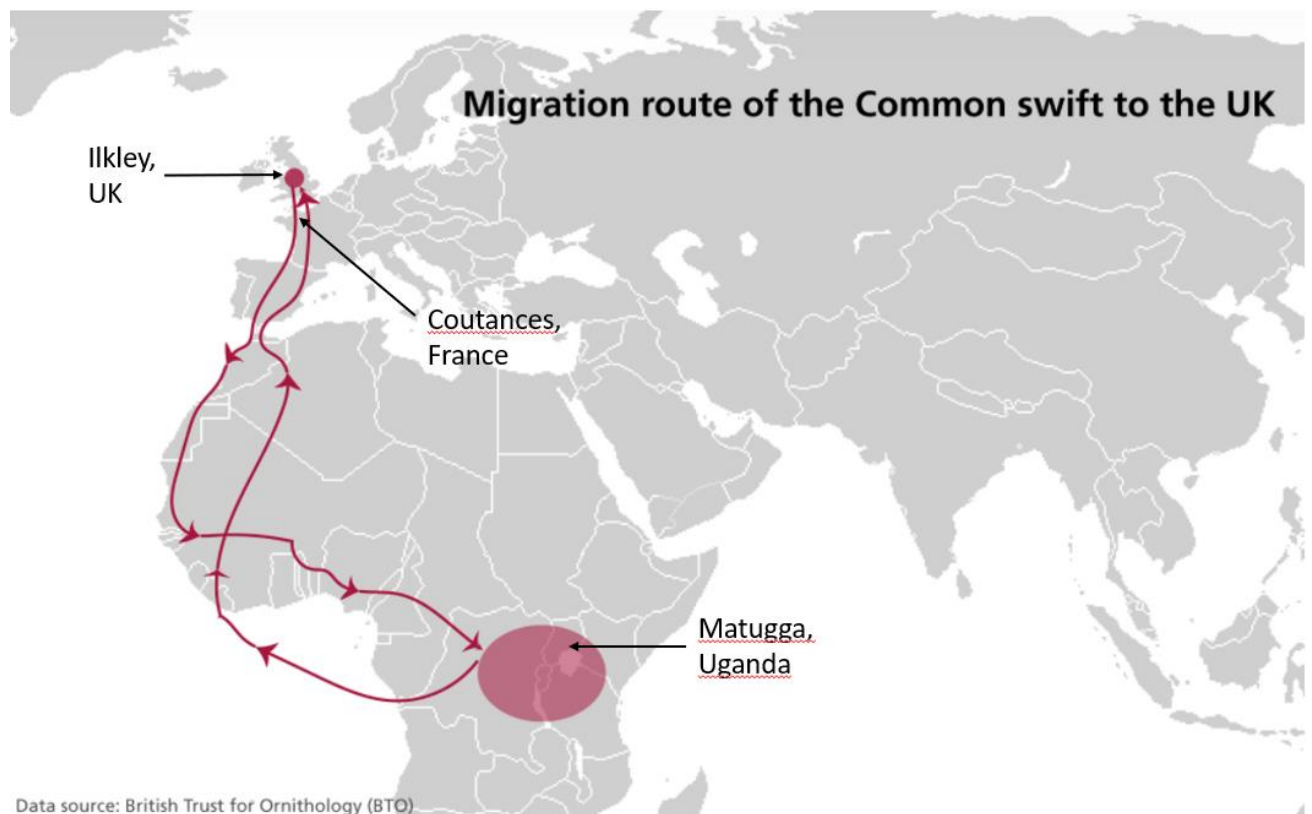 Migration route of the Common swift to the UK
Ilkley,
UK
Coutances,
France
Matugga,
Uganda
Data source: British Trust for Ornithology (BTO)